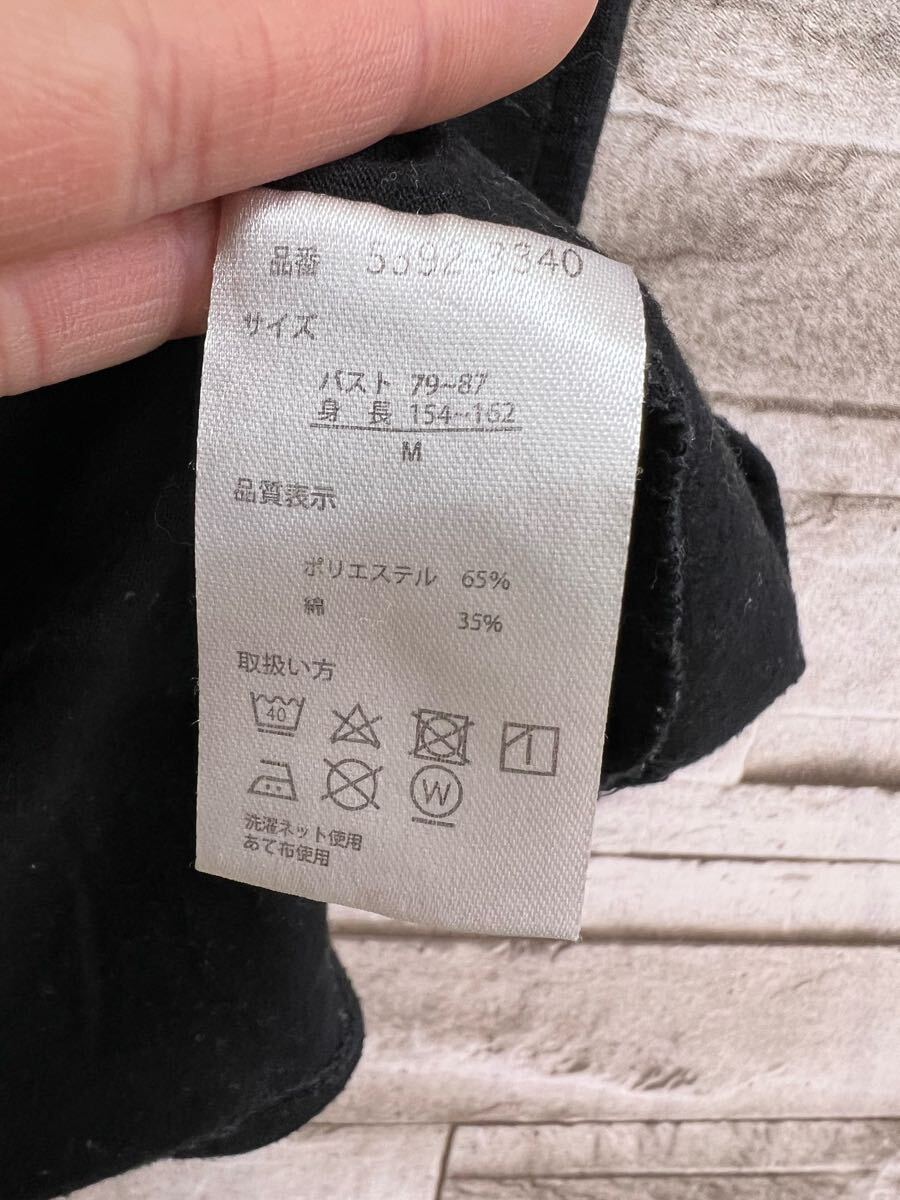 品番 5592-3340
サイズ
バスト 79~87
身長 154~162
M
品質表示
ポリエステル 65%
綿 35%
取扱い方
40
W
洗濯ネット使用
あて布使用